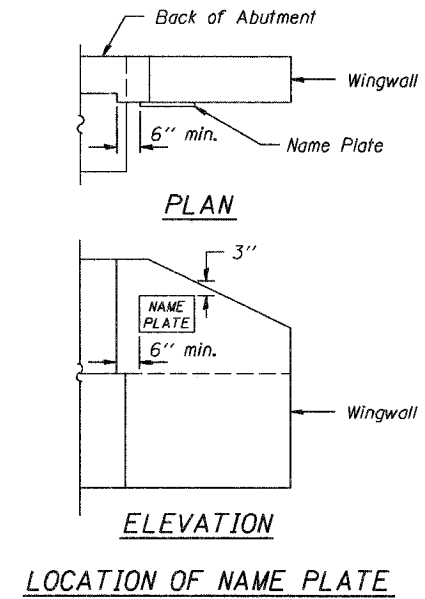 Back of Abutment
Wingwall
6" min.
Name Plate
PLAN
3"
NAME
PLATE
6" min.
Wingwall
ELEVATION
LOCATION OF NAME PLATE